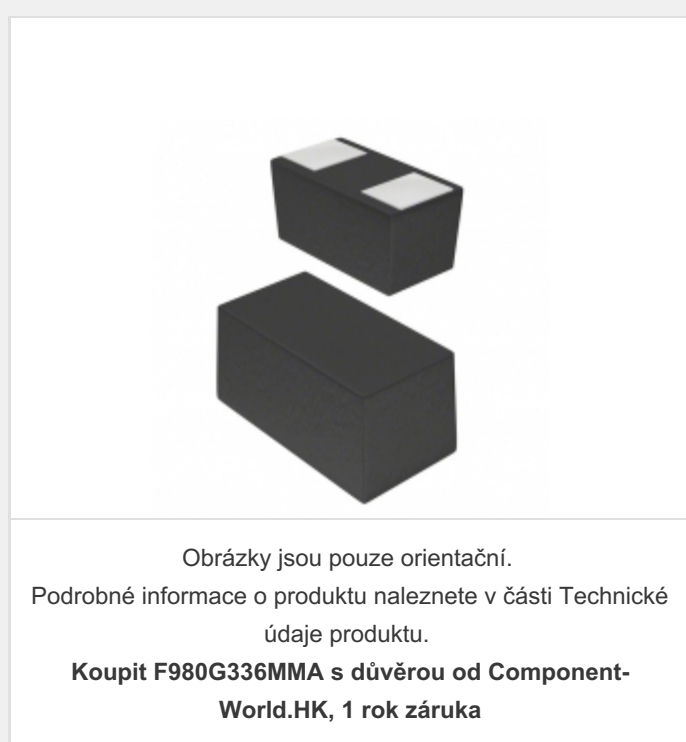 Obrázky jsou pouze orientační.
Podrobné informace o produktu naleznete v části Technické
údaje produktu.
Koupit F980G336MMA s důvěrou od Component-
World.HK, 1 rok záruka